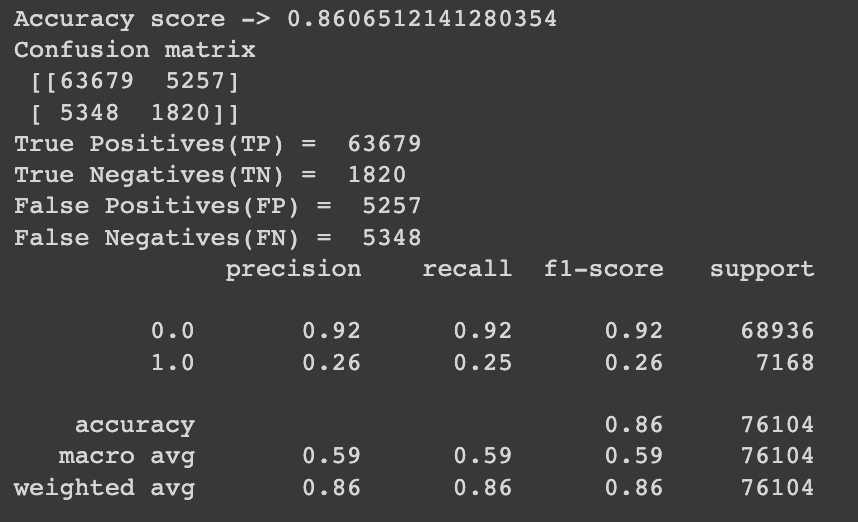 Accuracy score -> 0.8606512141280354
Confusion matrix
[[63679 5257]
[ 5348 1820]]
True Positives(TP) = 63679
True Negatives(TN) = 1820
False Positives(FP) = 5257
False Negatives(FN) = 5348
precision recall f1-score support
0.0 0.92 0.92 0.92 68936
1.0 0.26 0.25 0.26 7168
accuracy 0.86 76104
macro avg 0.59 0.59 0.59 76104
weighted avg 0.86 0.86 0.86 76104